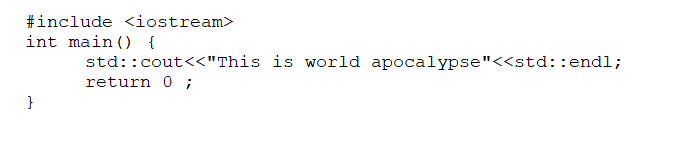 #include <iostream>
int main() {
      std::cout<<"This is world apocalypse"<<std::endl;
      return 0 ;
}